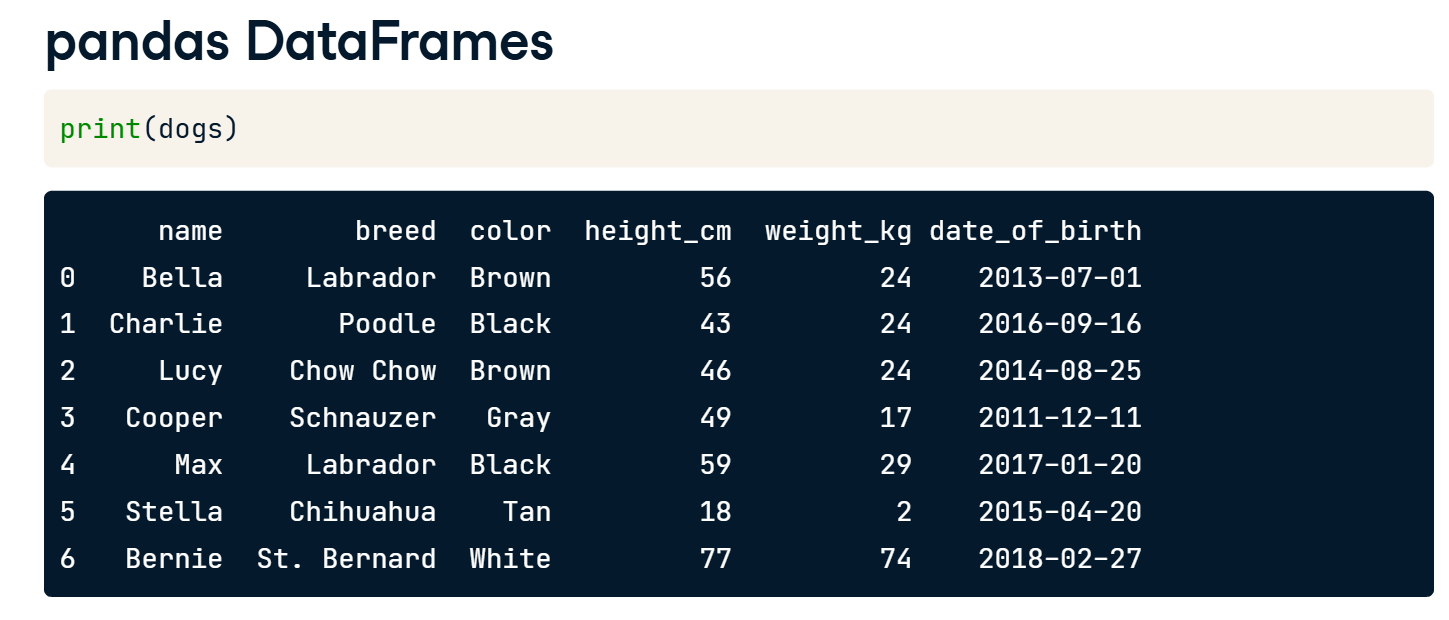 pandas DataFrames
print(dogs)
name breed color height_cm weight_kg date_of_birth
0 Bella Labrador Brown 56 24 2013-07-01
1 Charlie Poodle Black 43 24 2016-09-16
2 Lucy Chow Chow Brown 46 24 2014-08-25
3 Cooper Schnauzer Gray 49 17 2011-12-11
4 Max Labrador Black 59 29 2017-01-20
5 Stella Chihuahua Tan 18 2 2015-04-20
6 Bernie St. Bernard White 77 74 2018-02-27